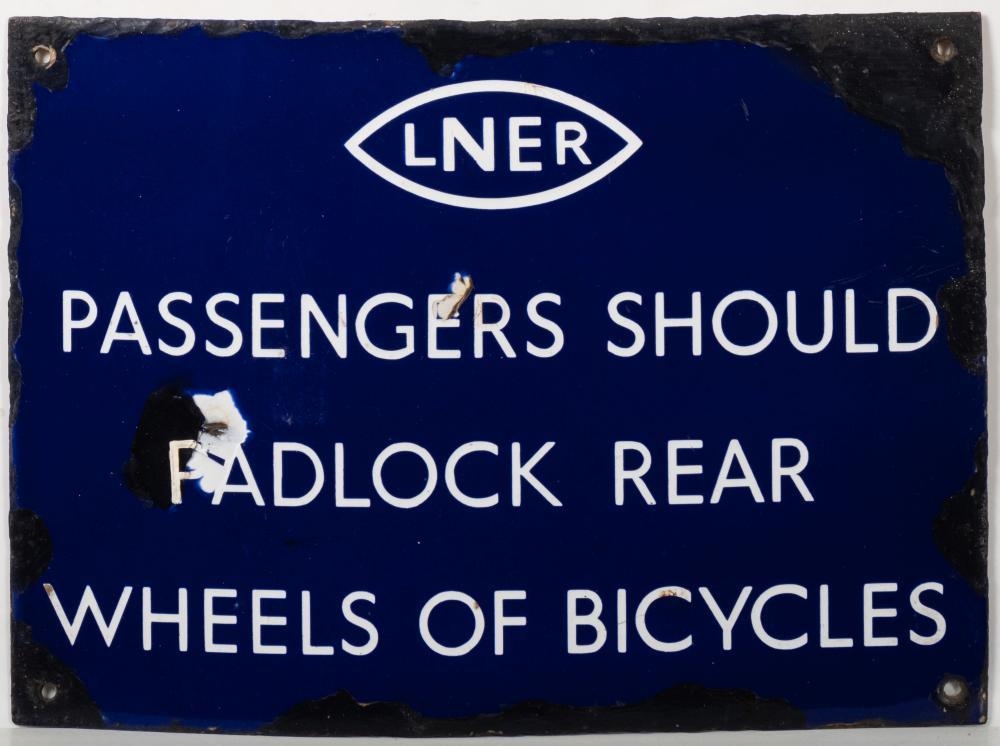 LNER
PASSENGERS SHOULD
PADLOCK REAR
WHEELS OF BICYCLES